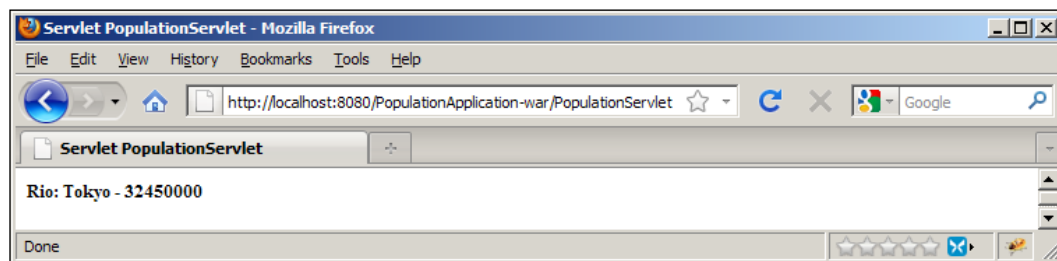 Servlet PopulationServlet - Mozilla Firefox
File Edit View History Bookmarks Tools Help
http://localhost:8080/PopulationApplication-war/PopulationServlet Google
Servlet PopulationServlet
Rio: Tokyo - 32450000
Done